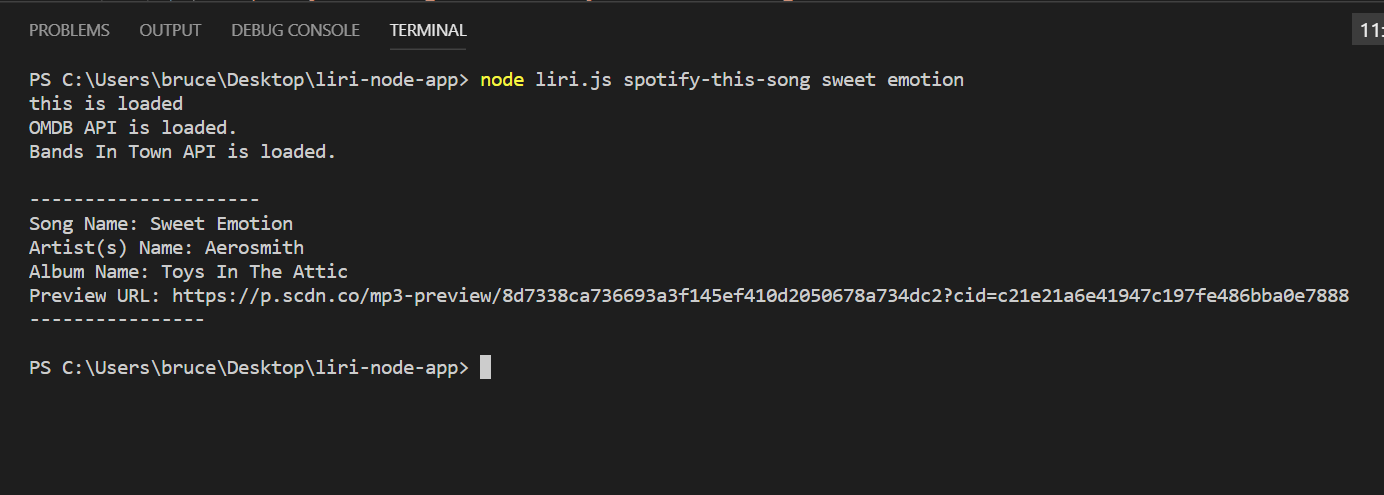 PROBLEMS OUTPUT DEBUG CONSOLE TERMINAL 11:
PS C:\Users\bruce\Desktop\liri-node-app> node liri.js spotify-this-song sweet emotion
this is loaded
OMDB API is loaded.
Bands In Town API is loaded.
---------------------
Song Name: Sweet Emotion
Artist(s) Name: Aerosmith
Album Name: Toys In The Attic
Preview URL: https://p.scdn.co/mp3-preview/8d7338ca736693a3f145ef410d2050678a734dc2?cid=c21e21a6e41947c197fe486bba0e7888
----------------
PS C:\Users\bruce\Desktop\liri-node-app>